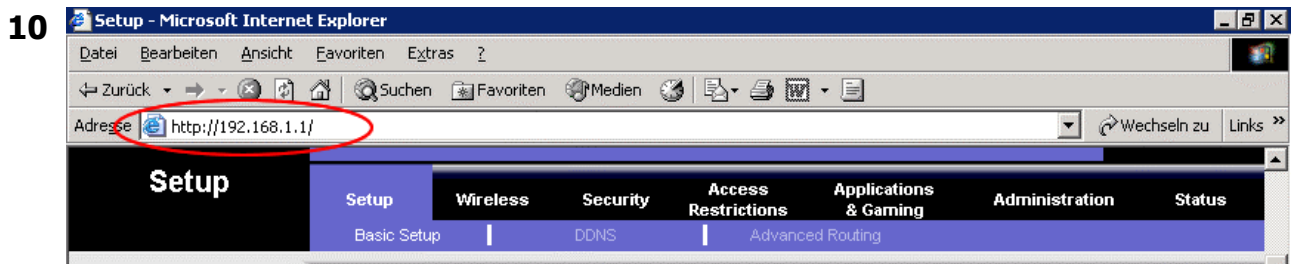 10
Setup - Microsoft Internet Explorer
Datei Bearbeiten Ansicht Favoriten Extras ?
Zurück Suchen Favoriten Medien W
Adresse http://192.168.1.1/ Wechseln zu Links »
Setup
Setup Wireless Security Access Restrictions Applications & Gaming Administration Status
Basic Setup DDNS Advanced Routing